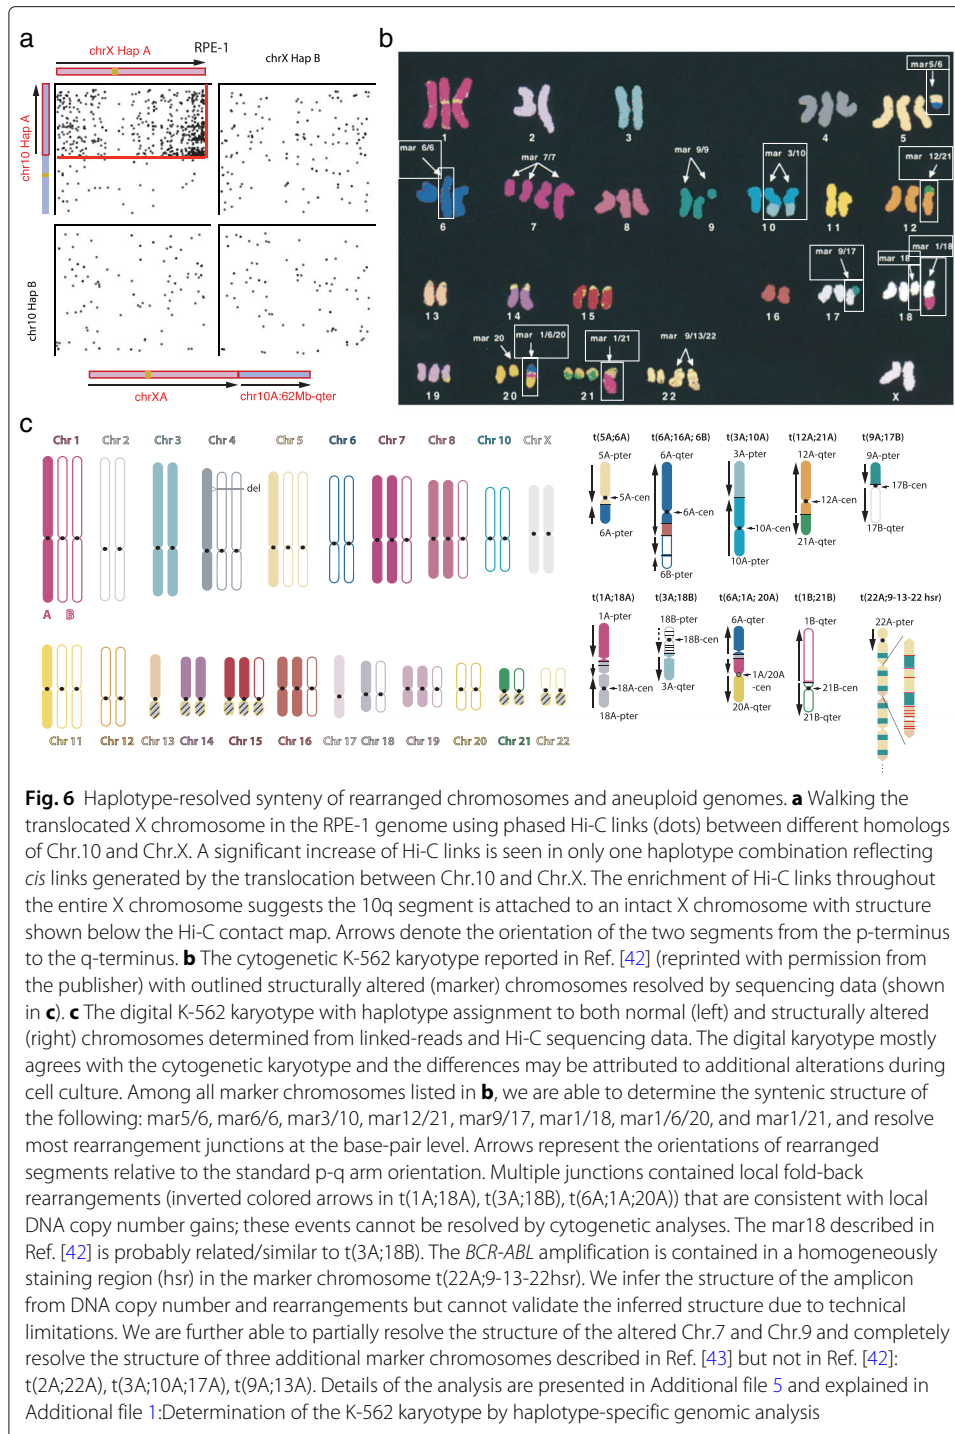 a
chrX Hap A
RPE-1
chrX Hap B
chr10 Hap A
chr10 Hap B
chrXA
chr10A:62Mb-qter
b
mar5/6
1
2
3
4
5
mar 6/6
mar 7/7
mar 9/9
mar 3/10
mar 12/21
6
7
8
9
10
11
12
mar 9/17
mar 18
mar 1/18
13
14
15
16
17
18
mar 20
mar 1/6/20
mar 1/21
mar 9/13/22
19
20
21
22
X
c
Chr 1
Chr 2
Chr 3
Chr 4
Chr 5
Chr 6
Chr 7
Chr 8
Chr 10
Chr X
del
A
B
Chr 11
Chr 12
Chr 13
Chr 14
Chr 15
Chr 16
Chr 17
Chr 18
Chr 19
Chr 20
Chr 21
Chr 22
t(5A;6A)
5A-pter
5A-cen
6A-pter
t(6A;16A; 6B)
6A-qter
6A-cen
6B-pter
t(3A;10A)
3A-pter
10A-cen
10A-pter
t(12A;21A)
12A-qter
12A-cen
21A-qter
t(9A;17B)
9A-pter
17B-cen
17B-qter
t(1A;18A)
1A-pter
18A-cen
18A-pter
t(3A;18B)
18B-pter
18B-cen
3A-qter
t(6A;1A; 20A)
6A-qter
1A/20A
-cen
20A-qter
t(1B;21B)
1B-qter
21B-cen
21B-qter
t(22A;9-13-22 hsr)
22A-pter
Fig. 6 Haplotype-resolved synteny of rearranged chromosomes and aneuploid genomes. a Walking the
translocated X chromosome in the RPE-1 genome using phased Hi-C links (dots) between different homologs
of Chr.10 and Chr.X. A significant increase of Hi-C links is seen in only one haplotype combination reflecting
cis links generated by the translocation between Chr.10 and Chr.X. The enrichment of Hi-C links throughout
the entire X chromosome suggests the 10q segment is attached to an intact X chromosome with structure
shown below the Hi-C contact map. Arrows denote the orientation of the two segments from the p-terminus
to the q-terminus. b The cytogenetic K-562 karyotype reported in Ref. [42] (reprinted with permission from
the publisher) with outlined structurally altered (marker) chromosomes resolved by sequencing data (shown
in c). c The digital K-562 karyotype with haplotype assignment to both normal (left) and structurally altered
(right) chromosomes determined from linked-reads and Hi-C sequencing data. The digital karyotype mostly
agrees with the cytogenetic karyotype and the differences may be attributed to additional alterations during
cell culture. Among all marker chromosomes listed in b, we are able to determine the syntenic structure of
the following: mar5/6, mar6/6, mar3/10, mar12/21, mar9/17, mar1/18, mar1/6/20, and mar1/21, and resolve
most rearrangement junctions at the base-pair level. Arrows represent the orientations of rearranged
segments relative to the standard p-q arm orientation. Multiple junctions contained local fold-back
rearrangements (inverted colored arrows in t(1A;18A), t(3A;18B), t(6A;1A;20A)) that are consistent with local
DNA copy number gains; these events cannot be resolved by cytogenetic analyses. The mar18 described in
Ref. [42] is probably related/similar to t(3A;18B). The BCR-ABL amplification is contained in a homogeneously
staining region (hsr) in the marker chromosome t(22A;9-13-22hsr). We infer the structure of the amplicon
from DNA copy number and rearrangements but cannot validate the inferred structure due to technical
limitations. We are further able to partially resolve the structure of the altered Chr.7 and Chr.9 and completely
resolve the structure of three additional marker chromosomes described in Ref. [43] but not in Ref. [42]:
t(2A;22A), t(3A;10A;17A), t(9A;13A). Details of the analysis are presented in Additional file 5 and explained in
Additional file 1:Determination of the K-562 karyotype by haplotype-specific genomic analysis